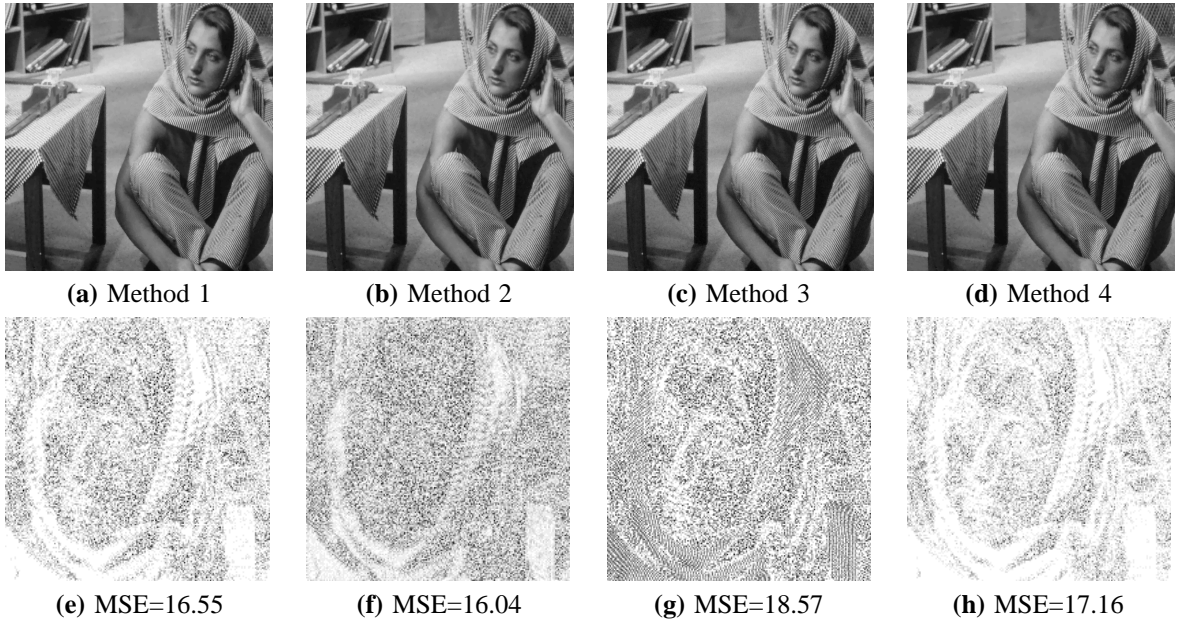 (a) Method 1
(b) Method 2
(c) Method 3
(d) Method 4
(e) MSE=16.55
(f) MSE=16.04
(g) MSE=18.57
(h) MSE=17.16